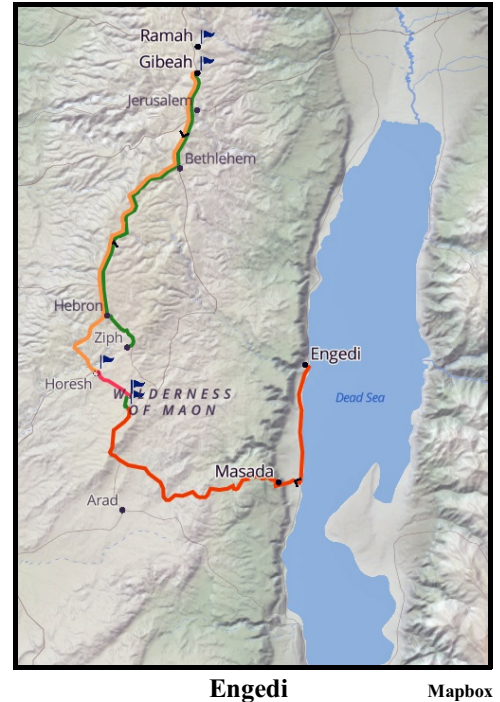 Ramah
Gibeah
Jerusalem
Bethlehem
Hebron
Ziph
Engedi
Horesh
WILDERNESS
OF MAON
Dead Sea
Masada
Arad
Engedi
Mapbox